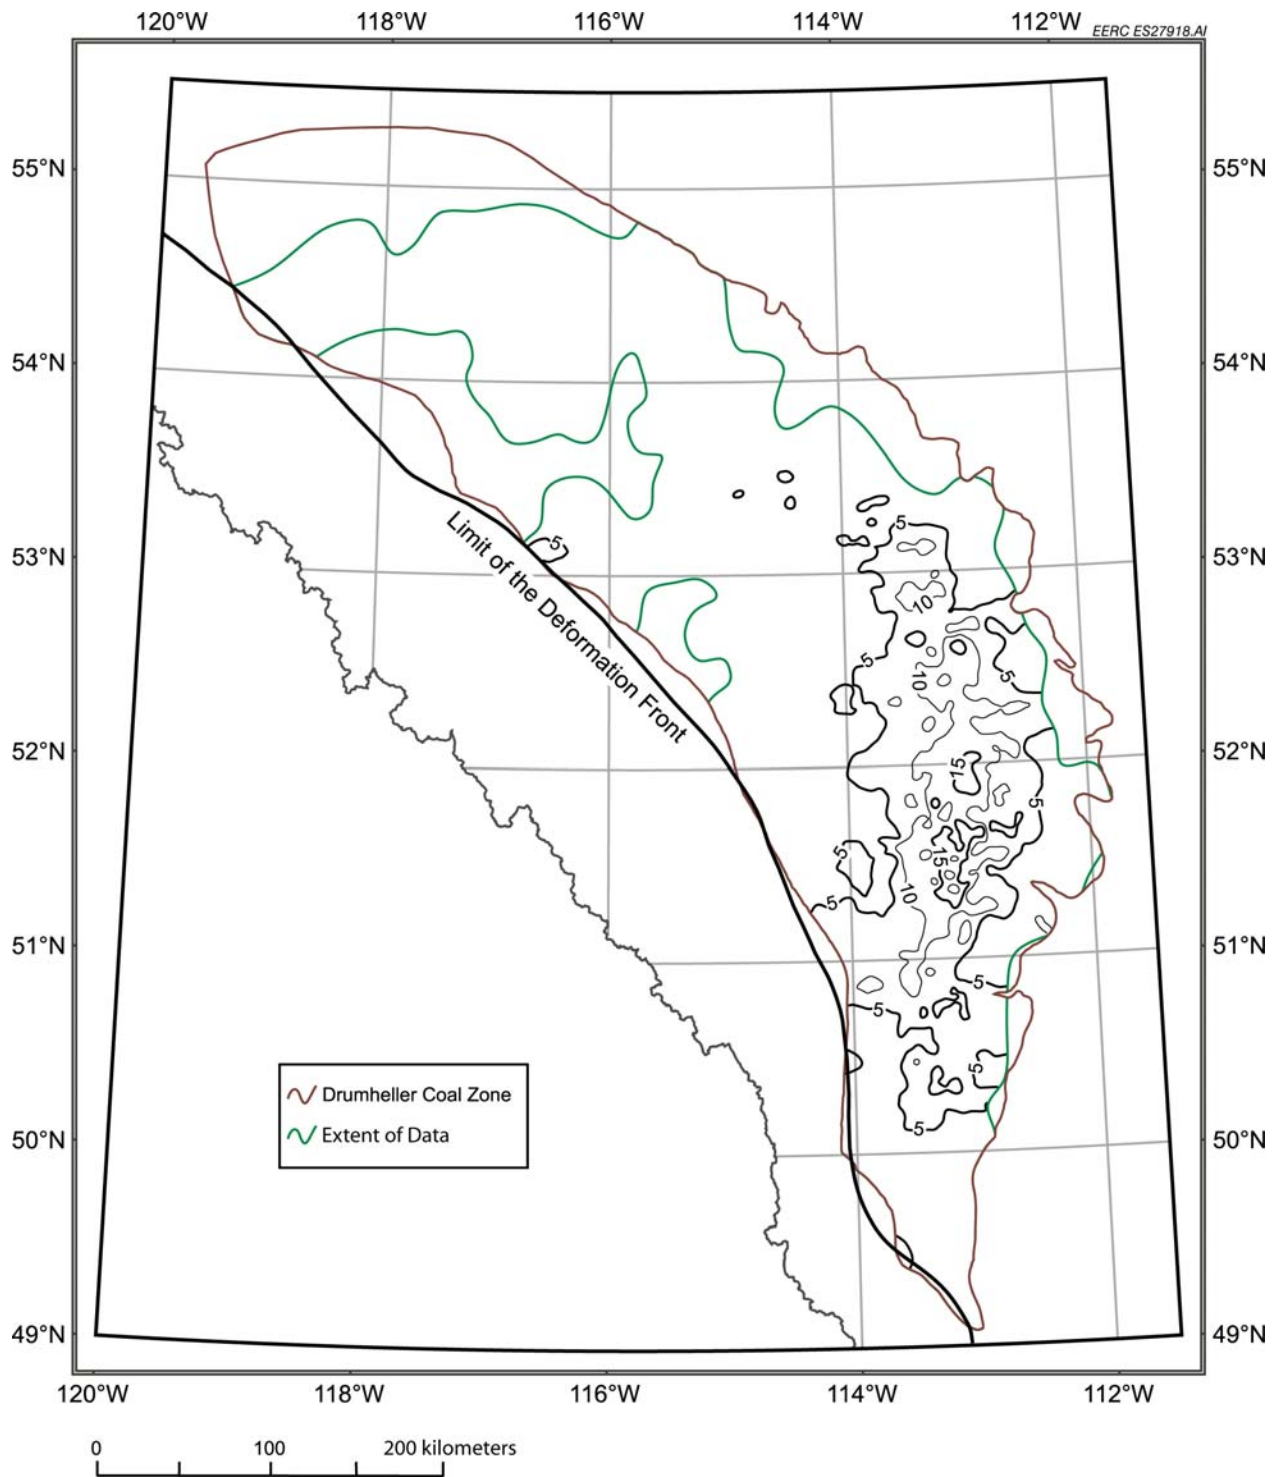 120°W 118°W 116°W 114°W 112°W
EERC ES27918.AI
55°N 55°N
54°N 54°N
5
5
53°N 53°N
10
Limit of the Deformation Front
5
10
5
52°N 52°N
15
5
5
15
10
5
51°N 51°N
5
5
5
Drumheller Coal Zone
Extent of Data
5
50°N 50°N
49°N 49°N
120°W 118°W 116°W 114°W 112°W
0 100 200 kilometers